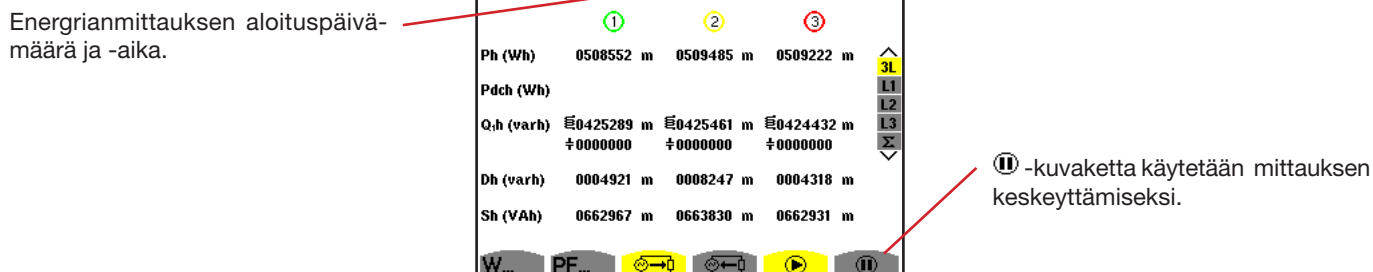 Energrianmittauksen aloituspäivä-
määrä ja -aika.
1 2 3
Ph (Wh) 0508552 m 0509485 m 0509222 m
3L
Pdch (Wh)
L1
L2
Q₁h (varh) 0425289 m 0425461 m 0424432 m
L3
÷0000000 ÷0000000 ÷0000000
Σ
Dh (varh) 0004921 m 0008247 m 0004318 m
Sh (VAh) 0662967 m 0663830 m 0662931 m
W... PF...
-kuvaketta käytetään mittauksen
keskeyttämiseksi.